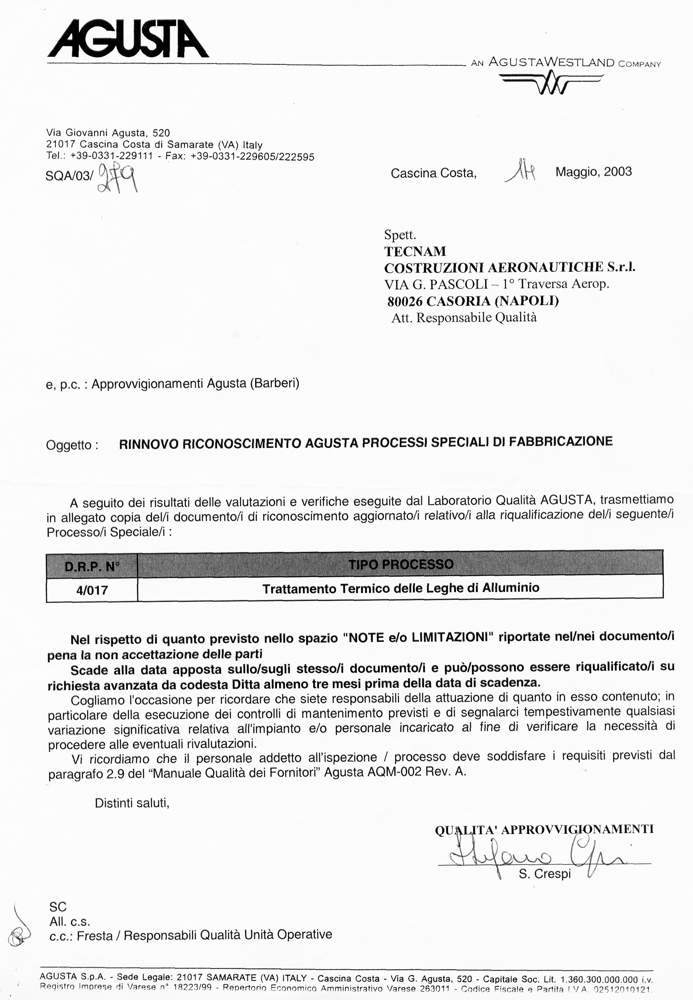 AGUSTA
AN AGUSTAWESTLAND COMPANY
Via Giovanni Agusta, 520
21017 Cascina Costa di Samarate (VA) Italy
Tel.: +39-0331-229111 - Fax: +39-0331-229605/222595
SQA/03/ 279
Cascina Costa, 14 Maggio, 2003
Spett.
TECNAM
COSTRUZIONI AERONAUTICHE S.r.l.
VIA G. PASCOLI – 1° Traversa Aerop.
80026 CASORIA (NAPOLI)
Att. Responsabile Qualità
e, p.c. : Approvvigionamenti Agusta (Barberi)
Oggetto : RINNOVO RICONOSCIMENTO AGUSTA PROCESSI SPECIALI DI FABBRICAZIONE
A seguito dei risultati delle valutazioni e verifiche eseguite dal Laboratorio Qualità AGUSTA, trasmettiamo
in allegato copia del/i documento/i di riconoscimento aggiornato/i relativo/i alla riqualificazione del/i seguente/i
Processo/i Speciale/i :
D.R.P. N° TIPO PROCESSO
4/017 Trattamento Termico delle Leghe di Alluminio
Nel rispetto di quanto previsto nello spazio "NOTE e/o LIMITAZIONI" riportate nel/nei documento/i
pena la non accettazione delle parti
Scade alla data apposta sullo/sugli stesso/i documento/i e può/possono essere riqualificato/i su
richiesta avanzata da codesta Ditta almeno tre mesi prima della data di scadenza.
Cogliamo l'occasione per ricordare che siete responsabili della attuazione di quanto in esso contenuto; in
particolare della esecuzione dei controlli di mantenimento previsti e di segnalarci tempestivamente qualsiasi
variazione significativa relativa all'impianto e/o personale incaricato al fine di verificare la necessità di
procedere alle eventuali rivalutazioni.
Vi ricordiamo che il personale addetto all'ispezione / processo deve soddisfare i requisiti previsti dal
paragrafo 2.9 del “Manuale Qualità dei Fornitori” Agusta AQM-002 Rev. A.
Distinti saluti,
QUALITA' APPROVVIGIONAMENTI
Stefano Crespi
S. Crespi
SC
All. c.s.
c.c.: Fresta / Responsabili Qualità Unità Operative
AGUSTA S.p.A. - Sede Legale: 21017 SAMARATE (VA) ITALY - Cascina Costa - Via G. Agusta, 520 - Capitale Soc. Lit. 1.360.300.000.000 i.v.
Registro Imprese di Varese n° 18223/99 - Repertorio Economico Amministrativo Varese 263011 - Codice Fiscale e Partita I.V.A. 02512010121